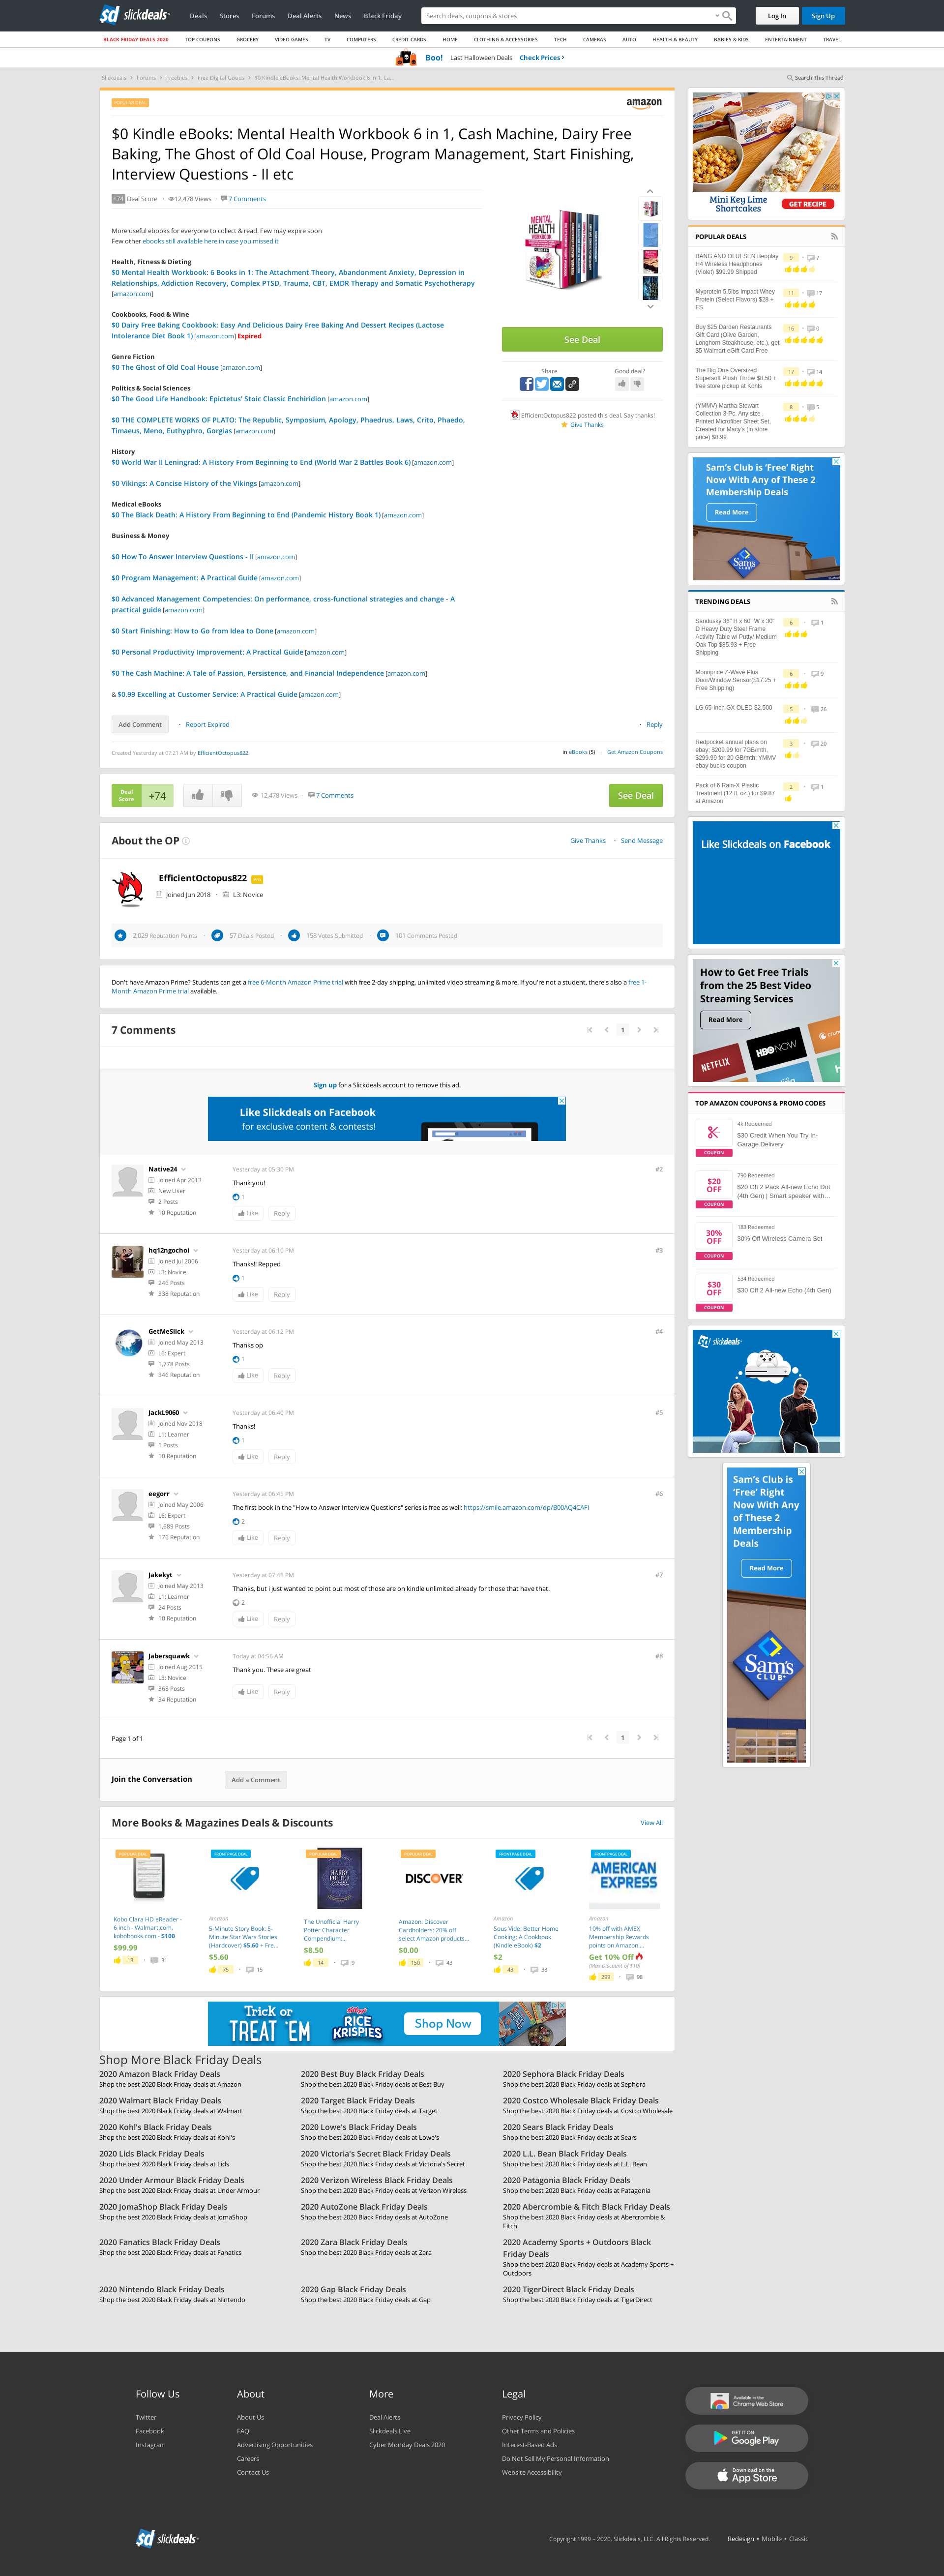 slickdeals
Deals Stores Forums Deal Alerts News Black Friday
Search deals, coupons & stores
Log In
Sign Up
BLACK FRIDAY DEALS 2020 TOP COUPONS GROCERY VIDEO GAMES TV COMPUTERS CREDIT CARDS HOME CLOTHING & ACCESSORIES TECH CAMERAS AUTO HEALTH & BEAUTY BABIES & KIDS ENTERTAINMENT TRAVEL
Boo! Last Halloween Deals Check Prices ›
Slickdeals › Forums › Freebies › Free Digital Goods › $0 Kindle eBooks: Mental Health Workbook 6 in 1, Ca...
Search This Thread
POPULAR DEAL
amazon
$0 Kindle eBooks: Mental Health Workbook 6 in 1, Cash Machine, Dairy Free
Baking, The Ghost of Old Coal House, Program Management, Start Finishing,
Interview Questions - II etc
+74 Deal Score • 12,478 Views • 7 Comments
More useful ebooks for everyone to collect & read. Few may expire soon
Few other ebooks still available here in case you missed it
Health, Fitness & Dieting
$0 Mental Health Workbook: 6 Books in 1: The Attachment Theory, Abandonment Anxiety, Depression in
Relationships, Addiction Recovery, Complex PTSD, Trauma, CBT, EMDR Therapy and Somatic Psychotherapy
[amazon.com]
Cookbooks, Food & Wine
$0 Dairy Free Baking Cookbook: Easy And Delicious Dairy Free Baking And Dessert Recipes (Lactose
Intolerance Diet Book 1) [amazon.com] Expired
Genre Fiction
$0 The Ghost of Old Coal House [amazon.com]
Politics & Social Sciences
$0 The Good Life Handbook: Epictetus' Stoic Classic Enchiridion [amazon.com]
$0 THE COMPLETE WORKS OF PLATO: The Republic, Symposium, Apology, Phaedrus, Laws, Crito, Phaedo,
Timaeus, Meno, Euthyphro, Gorgias [amazon.com]
History
$0 World War II Leningrad: A History From Beginning to End (World War 2 Battles Book 6) [amazon.com]
$0 Vikings: A Concise History of the Vikings [amazon.com]
Medical eBooks
$0 The Black Death: A History From Beginning to End (Pandemic History Book 1) [amazon.com]
Business & Money
$0 How To Answer Interview Questions - II [amazon.com]
$0 Program Management: A Practical Guide [amazon.com]
$0 Advanced Management Competencies: On performance, cross-functional strategies and change - A
practical guide [amazon.com]
$0 Start Finishing: How to Go from Idea to Done [amazon.com]
$0 Personal Productivity Improvement: A Practical Guide [amazon.com]
$0 The Cash Machine: A Tale of Passion, Persistence, and Financial Independence [amazon.com]
& $0.99 Excelling at Customer Service: A Practical Guide [amazon.com]
MENTAL HEALTH
See Deal
Share
Good deal?
EfficientOctopus822 posted this deal. Say thanks!
Give Thanks
Add Comment • Report Expired
• Reply
Created Yesterday at 07:21 AM by EfficientOctopus822
in eBooks (5) • Get Amazon Coupons
Deal Score +74
12,478 Views • 7 Comments
See Deal
About the OP
Give Thanks • Send Message
EfficientOctopus822 Pro
Joined Jun 2018 • L3: Novice
2,029 Reputation Points • 57 Deals Posted • 158 Votes Submitted • 101 Comments Posted
Don't have Amazon Prime? Students can get a free 6-Month Amazon Prime trial with free 2-day shipping, unlimited video streaming & more. If you're not a student, there's also a free 1-
Month Amazon Prime trial available.
7 Comments
1
Sign up for a Slickdeals account to remove this ad.
Like Slickdeals on Facebook
for exclusive content & contests!
Native24
Joined Apr 2013
New User
2 Posts
10 Reputation
Yesterday at 05:30 PM
#2
Thank you!
1
Like Reply
hq12ngochoi
Joined Jul 2006
L3: Novice
246 Posts
338 Reputation
Yesterday at 06:10 PM
#3
Thanks!! Repped
1
Like Reply
GetMeSlick
Joined May 2013
L6: Expert
1,778 Posts
346 Reputation
Yesterday at 06:12 PM
#4
Thanks op
1
Like Reply
JackL9060
Joined Nov 2018
L1: Learner
1 Posts
10 Reputation
Yesterday at 06:40 PM
#5
Thanks!
1
Like Reply
eegorr
Joined May 2006
L6: Expert
1,689 Posts
176 Reputation
Yesterday at 06:45 PM
#6
The first book in the "How to Answer Interview Questions" series is free as well: https://smile.amazon.com/dp/B00AQ4CAFI
2
Like Reply
Jakekyt
Joined May 2013
L1: Learner
24 Posts
10 Reputation
Yesterday at 07:48 PM
#7
Thanks, but i just wanted to point out most of those are on kindle unlimited already for those that have that.
2
Like Reply
Jabersquawk
Joined Aug 2015
L3: Novice
368 Posts
34 Reputation
Today at 04:56 AM
#8
Thank you. These are great
Like Reply
Page 1 of 1
1
Join the Conversation
Add a Comment
More Books & Magazines Deals & Discounts
View All
POPULAR DEAL
Kobo Clara HD eReader -
6 inch - Walmart.com,
kobobooks.com - $100
$99.99
13 • 31
FRONTPAGE DEAL
Amazon
5-Minute Story Book: 5-
Minute Star Wars Stories
(Hardcover) $5.60 + Fre...
$5.60
75 • 15
POPULAR DEAL
HARRY POTTER
The Unofficial Harry
Potter Character
Compendium:...
$8.50
14 • 9
POPULAR DEAL
DISCOVER
Amazon: Discover
Cardholders: 20% off
select Amazon products...
$0.00
150 • 43
FRONTPAGE DEAL
Amazon
Sous Vide: Better Home
Cooking: A Cookbook
(Kindle eBook) $2
$2
43 • 38
FRONTPAGE DEAL
AMERICAN EXPRESS
Amazon
10% off with AMEX
Membership Rewards
points on Amazon....
Get 10% Off
(Max Discount of $10)
299 • 98
Trick or TREAT 'EM
Kellogg's RICE KRISPIES
Shop Now
Shop More Black Friday Deals
2020 Amazon Black Friday Deals
Shop the best 2020 Black Friday deals at Amazon
2020 Best Buy Black Friday Deals
Shop the best 2020 Black Friday deals at Best Buy
2020 Sephora Black Friday Deals
Shop the best 2020 Black Friday deals at Sephora
2020 Walmart Black Friday Deals
Shop the best 2020 Black Friday deals at Walmart
2020 Target Black Friday Deals
Shop the best 2020 Black Friday deals at Target
2020 Costco Wholesale Black Friday Deals
Shop the best 2020 Black Friday deals at Costco Wholesale
2020 Kohl's Black Friday Deals
Shop the best 2020 Black Friday deals at Kohl's
2020 Lowe's Black Friday Deals
Shop the best 2020 Black Friday deals at Lowe's
2020 Sears Black Friday Deals
Shop the best 2020 Black Friday deals at Sears
2020 Lids Black Friday Deals
Shop the best 2020 Black Friday deals at Lids
2020 Victoria's Secret Black Friday Deals
Shop the best 2020 Black Friday deals at Victoria's Secret
2020 L.L. Bean Black Friday Deals
Shop the best 2020 Black Friday deals at L.L. Bean
2020 Under Armour Black Friday Deals
Shop the best 2020 Black Friday deals at Under Armour
2020 Verizon Wireless Black Friday Deals
Shop the best 2020 Black Friday deals at Verizon Wireless
2020 Patagonia Black Friday Deals
Shop the best 2020 Black Friday deals at Patagonia
2020 JomaShop Black Friday Deals
Shop the best 2020 Black Friday deals at JomaShop
2020 AutoZone Black Friday Deals
Shop the best 2020 Black Friday deals at AutoZone
2020 Abercrombie & Fitch Black Friday Deals
Shop the best 2020 Black Friday deals at Abercrombie &
Fitch
2020 Fanatics Black Friday Deals
Shop the best 2020 Black Friday deals at Fanatics
2020 Zara Black Friday Deals
Shop the best 2020 Black Friday deals at Zara
2020 Academy Sports + Outdoors Black
Friday Deals
Shop the best 2020 Black Friday deals at Academy Sports +
Outdoors
2020 Nintendo Black Friday Deals
Shop the best 2020 Black Friday deals at Nintendo
2020 Gap Black Friday Deals
Shop the best 2020 Black Friday deals at Gap
2020 TigerDirect Black Friday Deals
Shop the best 2020 Black Friday deals at TigerDirect
Mini Key Lime
Shortcakes
GET RECIPE
POPULAR DEALS
BANG AND OLUFSEN Beoplay
H4 Wireless Headphones
(Violet) $99.99 Shipped
9 • 7
Myprotein 5.5lbs Impact Whey
Protein (Select Flavors) $28 +
FS
11 • 17
Buy $25 Darden Restaurants
Gift Card (Olive Garden,
Longhorn Steakhouse, etc.), get
$5 Walmart eGift Card Free
16 • 0
The Big One Oversized
Supersoft Plush Throw $8.50 +
free store pickup at Kohls
17 • 14
(YMMV) Martha Stewart
Collection 3-Pc. Any size ,
Printed Microfiber Sheet Set,
Created for Macy's (in store
price) $8.99
8 • 5
Sam's Club is 'Free' Right
Now With Any of These 2
Membership Deals
Read More
Sam's
TRENDING DEALS
Sandusky 36" H x 60" W x 30"
D Heavy Duty Steel Frame
Activity Table w/ Putty/ Medium
Oak Top $85.93 + Free
Shipping
6 • 1
Monoprice Z-Wave Plus
Door/Window Sensor($17.25 +
Free Shipping)
6 • 9
LG 65-Inch GX OLED $2,500
5 • 26
Redpocket annual plans on
ebay; $209.99 for 7GB/mth,
$299.99 for 20 GB/mth; YMMV
ebay bucks coupon
3 • 20
Pack of 6 Rain-X Plastic
Treatment (12 fl. oz.) for $9.87
at Amazon
2 • 1
Like Slickdeals on Facebook
How to Get Free Trials
from the 25 Best Video
Streaming Services
Read More
NETFLIX
HBO NOW
crunc
TOP AMAZON COUPONS & PROMO CODES
4k Redeemed
$30 Credit When You Try In-
Garage Delivery
COUPON
790 Redeemed
$20 OFF
$20 Off 2 Pack All-new Echo Dot
(4th Gen) | Smart speaker with...
COUPON
183 Redeemed
30% OFF
30% Off Wireless Camera Set
COUPON
534 Redeemed
$30 OFF
$30 Off 2 All-new Echo (4th Gen)
COUPON
slickdeals
Sam's Club is
'Free' Right
Now With Any
of These 2
Membership
Deals
Read More
Sam's
CLUB
Follow Us
Twitter
Facebook
Instagram
About
About Us
FAQ
Advertising Opportunities
Careers
Contact Us
More
Deal Alerts
Slickdeals Live
Cyber Monday Deals 2020
Legal
Privacy Policy
Other Terms and Policies
Interest-Based Ads
Do Not Sell My Personal Information
Website Accessibility
Available in the
Chrome Web Store
GET IT ON
Google Play
Download on the
App Store
slickdeals
Copyright 1999 – 2020. Slickdeals, LLC. All Rights Reserved.
Redesign • Mobile • Classic